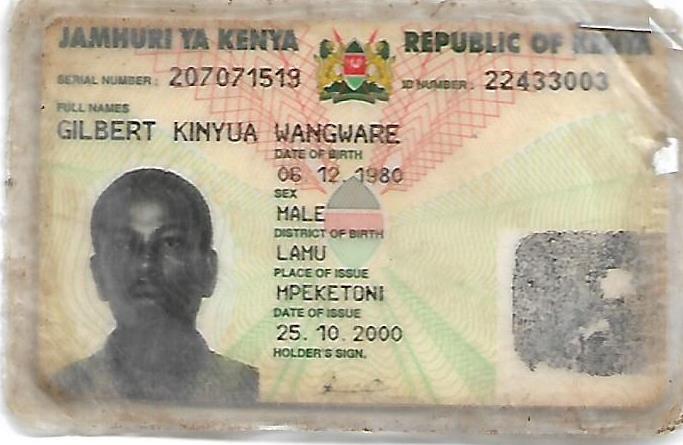 JAMHURI YA KENYA REPUBLIC OF KENYA
SERIAL NUMBER: 207071519 ID NUMBER: 22433003
FULL NAMES
GILBERT KINYUA WANGWARE
DATE OF BIRTH
06. 12. 1980
SEX
MALE
DISTRICT OF BIRTH
LAMU
PLACE OF ISSUE
MPEKETONI
DATE OF ISSUE
25. 10. 2000
HOLDER'S SIGN.